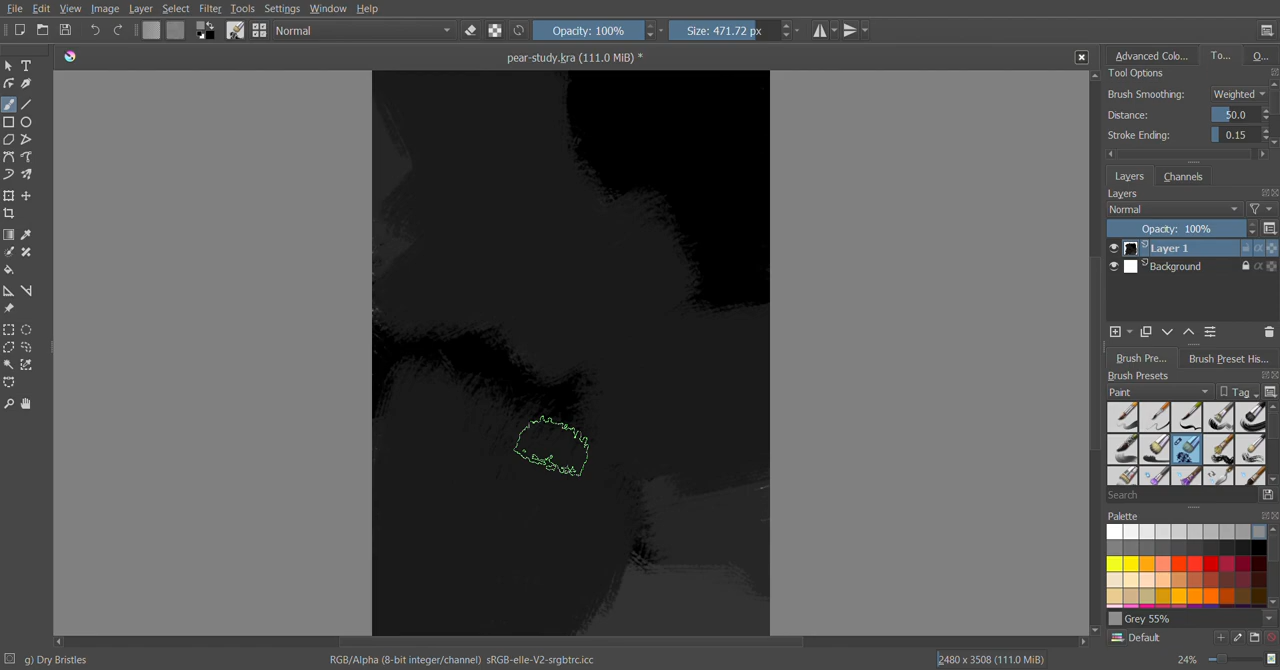 File Edit View Image Layer Select Filter Tools Settings Window Help
Normal Opacity: 100% Size: 471.72 px
pear-study.kra (111.0 MiB) *
Advanced Colo... To... O...
Tool Options
Brush Smoothing: Weighted
Distance: 50.0
Stroke Ending: 0.15
Layers Channels
Layers
Normal
Opacity: 100%
Layer 1
Background
Brush Pre... Brush Preset His...
Brush Presets
Paint Tag
Search
Palette
Grey 55%
Default
g) Dry Bristles RGB/Alpha (8-bit integer/channel) sRGB-elle-V2-srgbtrc.icc 2480 x 3508 (111.0 MiB) 24%